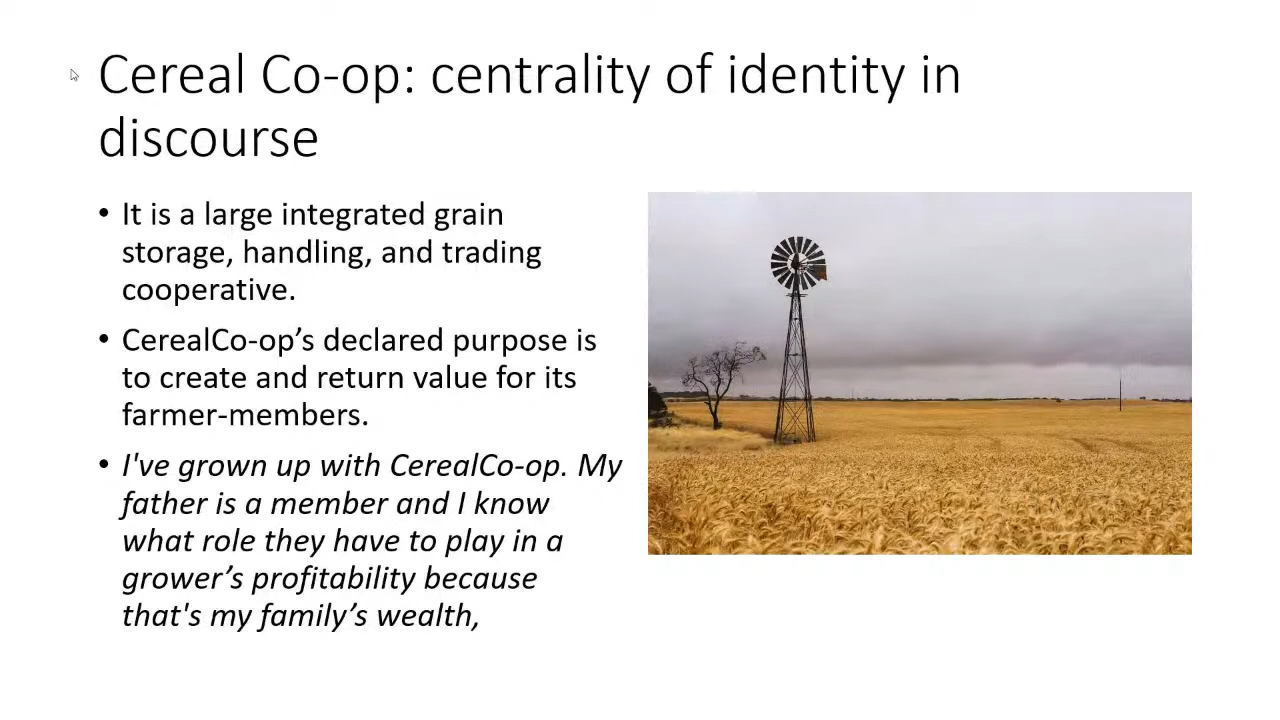 Cereal Co-op: centrality of identity in
discourse
• It is a large integrated grain
storage, handling, and trading
cooperative.
• CerealCo-op’s declared purpose is
to create and return value for its
farmer-members.
• I've grown up with CerealCo-op. My
father is a member and I know
what role they have to play in a
grower’s profitability because
that's my family’s wealth,